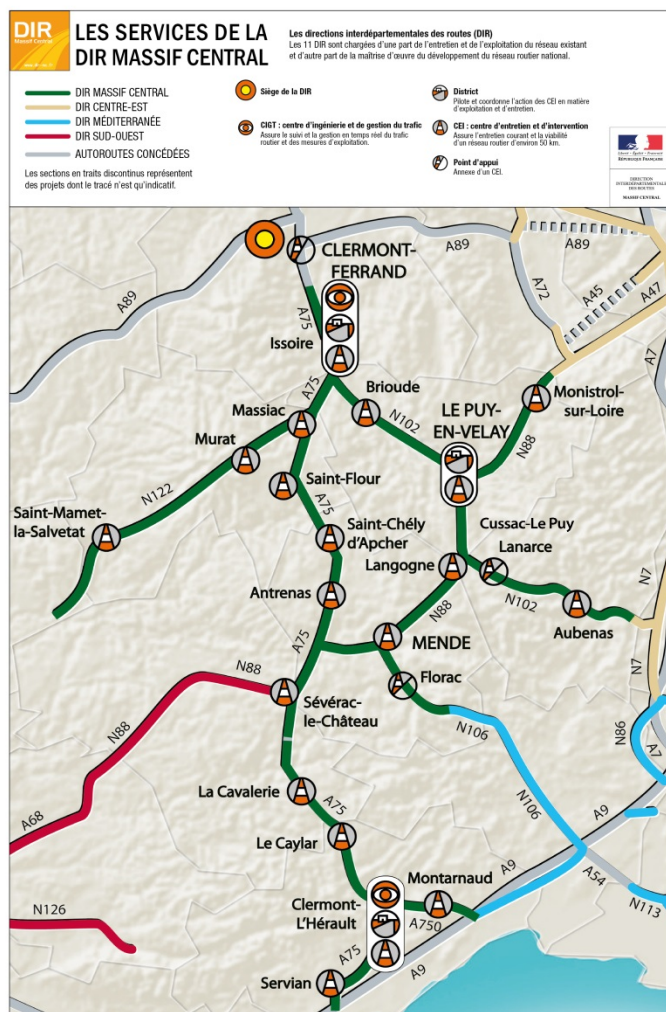 DIR
Massif Central
LES SERVICES DE LA
DIR MASSIF CENTRAL
Les directions interdépartementales des routes (DIR)
Les 11 DIR sont chargées d'une part de l'entretien et de l'exploitation du réseau existant
et d'autre part de la maîtrise d'œuvre du développement du réseau routier national.
DIR MASSIF CENTRAL
DIR CENTRE-EST
DIR MÉDITERRANÉE
DIR SUD-OUEST
AUTOROUTES CONCÉDÉES
Les sections en traits discontinus représentent
des projets dont le tracé n'est qu'indicatif.
Siège de la DIR
CIGT : centre d'ingénierie et de gestion du trafic
Assure le suivi et la gestion en temps réel du trafic
routier et des mesures d'exploitation.
District
Pilote et coordonne l'action des CEI en matière
d'exploitation et d'entretien.
CEI : centre d'entretien et d'intervention
Assure l'entretien courant et la viabilité
d'un réseau routier d'environ 50 km.
Point d'appui
Annexe d'un CEI.
Liberté • Égalité • Fraternité
RÉPUBLIQUE FRANÇAISE
DIRECTION
INTERDÉPARTEMENTALE
DES ROUTES
MASSIF CENTRAL
CLERMONT-
FERRAND
A89
A89
A89
A72
A45
A47
A7
A75
Issoire
A75
Brioude
N102
LE PUY-
EN-VELAY
Monistrol-
sur-Loire
N88
Massiac
Murat
N122
Saint-Flour
A75
Saint-Mamet-
la-Salvetat
Saint-Chély
d'Apcher
Cussac-Le Puy
Lanarce
Langogne
N102
N7
Antrenas
N88
Aubenas
A75
MENDE
N7
N88
Florac
Sévérac-
le-Château
N106
N88
N86
A7
La Cavalerie
A75
N106
A9
A68
Le Caylar
A9
A54
Montarnaud
N113
N126
Clermont-
L'Hérault
A750
A75
A9
Servian